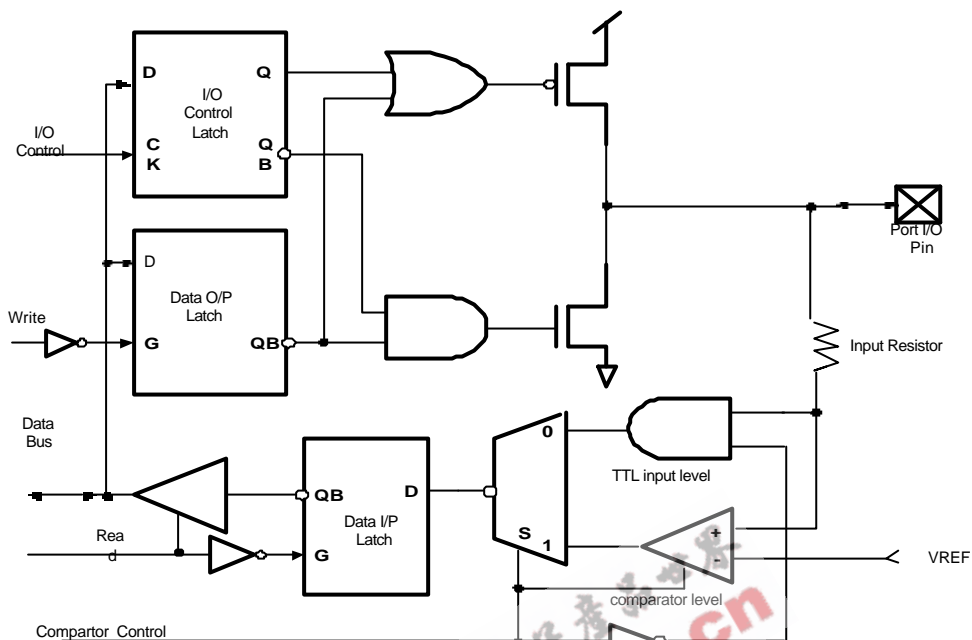 D
Q
I/O
Control
Latch
I/O
Control
C
K
Q
B
Port I/O
Pin
D
Data O/P
Latch
Write
G
QB
Input Resistor
Data
Bus
0
TTL input level
QB
D
Data I/P
Latch
Rea
d
G
S
1
+
-
VREF
comparator level
.cn
Compartor Control